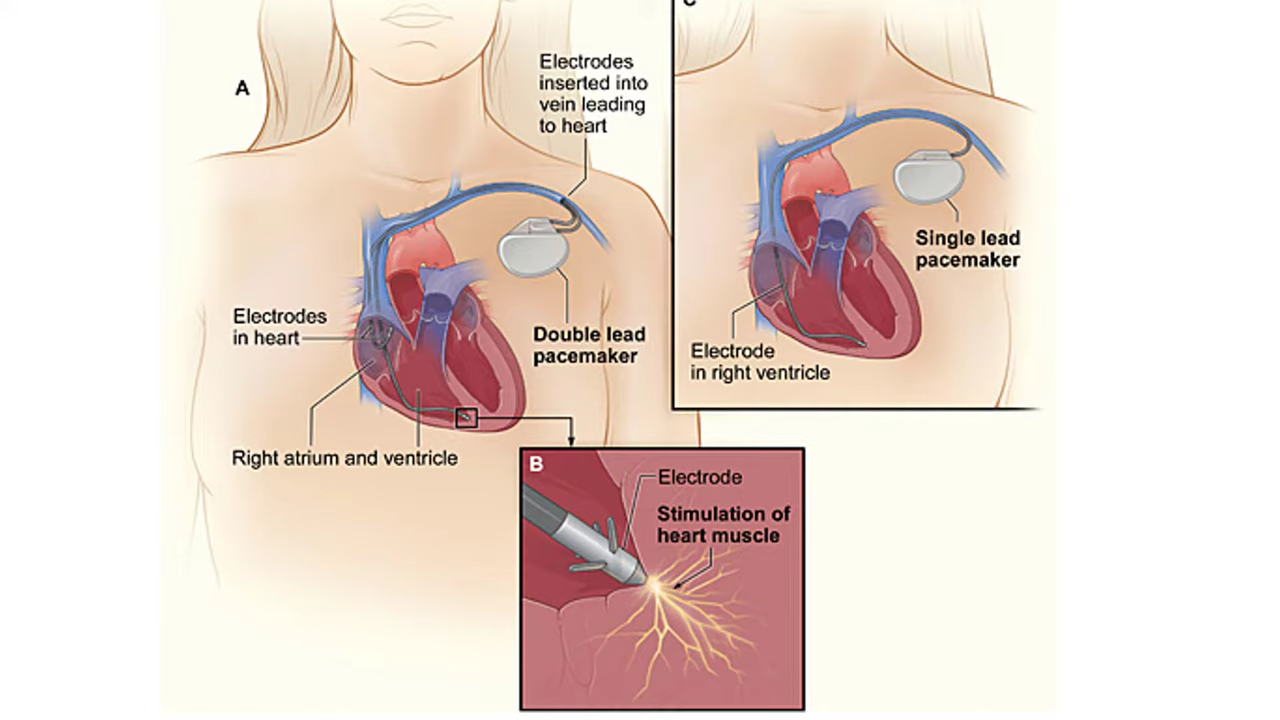 A
Electrodes
inserted into
vein leading
to heart
Electrodes
in heart
Double lead
pacemaker
Right atrium and ventricle
B
Electrode
Stimulation of
heart muscle
C
Single lead
pacemaker
Electrode
in right ventricle